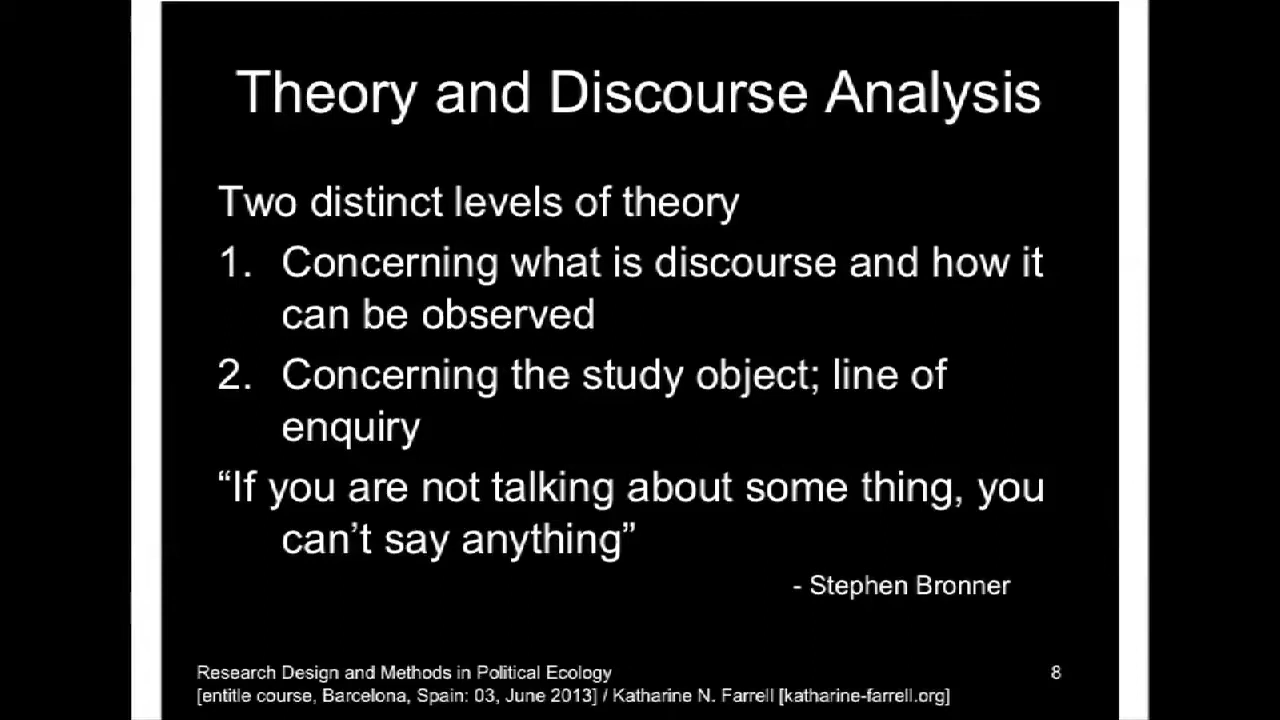 Theory and Discourse Analysis
Two distinct levels of theory
1. Concerning what is discourse and how it
can be observed
2. Concerning the study object; line of
enquiry
“If you are not talking about some thing, you
can’t say anything”
- Stephen Bronner
Research Design and Methods in Political Ecology
8
[entitle course, Barcelona, Spain: 03, June 2013] / Katharine N. Farrell [katharine-farrell.org]